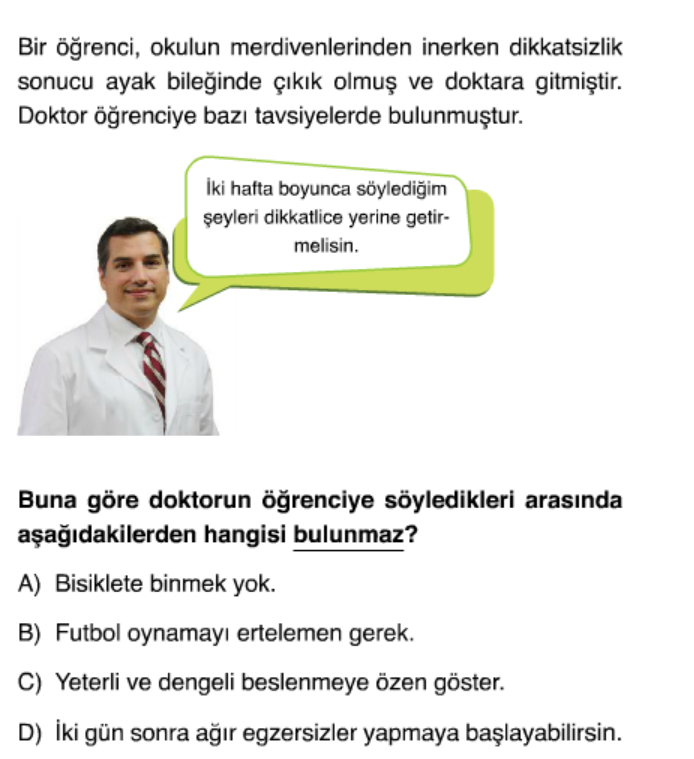 Bir öğrenci, okulun merdivenlerinden inerken dikkatsizlik
sonucu ayak bileğinde çıkık olmuş ve doktara gitmiştir.
Doktor öğrenciye bazı tavsiyelerde bulunmuştur.
İki hafta boyunca söylediğim
şeyleri dikkatlice yerine getir-
melisin.
Buna göre doktorun öğrenciye söyledikleri arasında
aşağıdakilerden hangisi bulunmaz?
A) Bisiklete binmek yok.
B) Futbol oynamayı ertelemen gerek.
C) Yeterli ve dengeli beslenmeye özen göster.
D) İki gün sonra ağır egzersizler yapmaya başlayabilirsin.